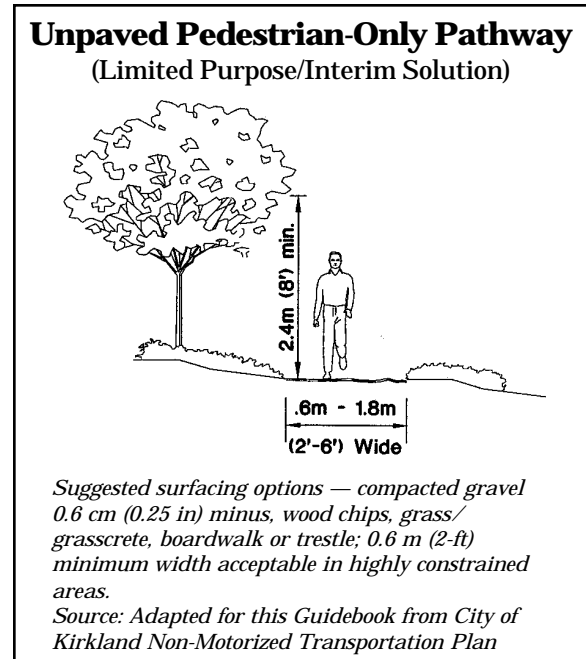 Unpaved Pedestrian-Only Pathway
(Limited Purpose/Interim Solution)
2.4m (8') min.
.6m - 1.8m
(2'-6') Wide
Suggested surfacing options — compacted gravel
0.6 cm (0.25 in) minus, wood chips, grass/
grasscrete, boardwalk or trestle; 0.6 m (2-ft)
minimum width acceptable in highly constrained
areas.
Source: Adapted for this Guidebook from City of
Kirkland Non-Motorized Transportation Plan